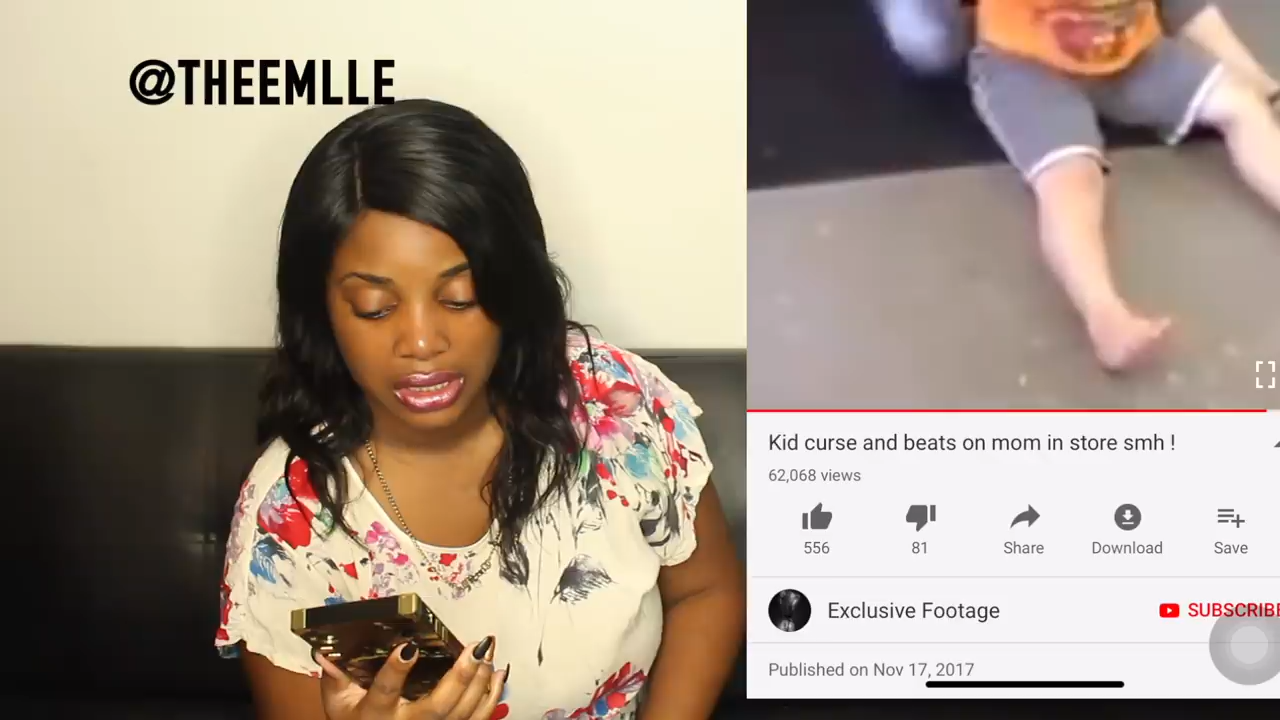 @THEEMLLE
Kid curse and beats on mom in store smh !
62,068 views
556
81
Share
Download
Save
Exclusive Footage
SUBSCRIBE
Published on Nov 17, 2017